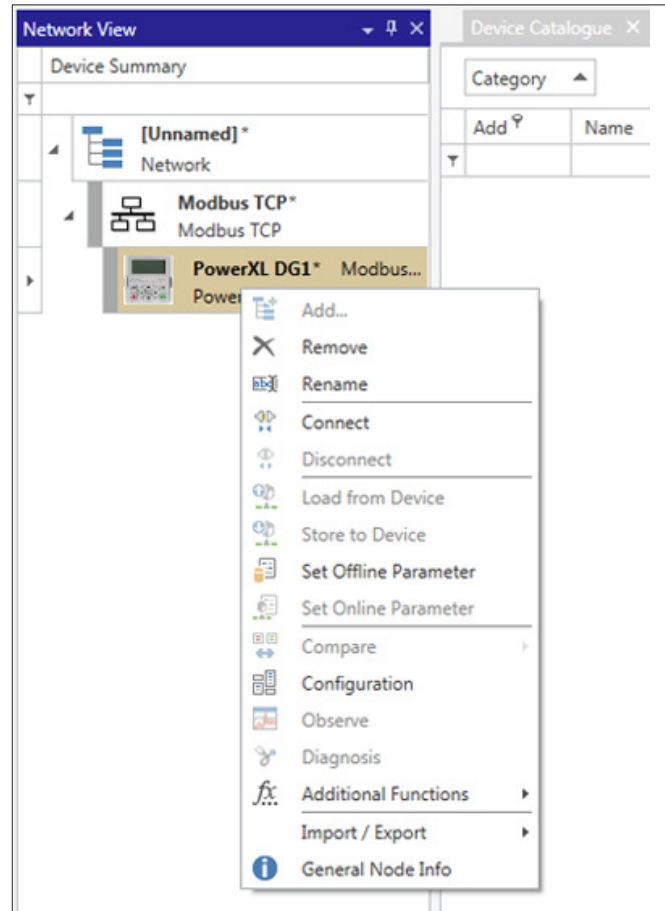 Network View
Device Catalogue
Device Summary
Category
Add
Name
[Unnamed] *
Network
Modbus TCP*
Modbus TCP
PowerXL DG1* Modbus...
Power
Add...
Remove
Rename
Connect
Disconnect
Load from Device
Store to Device
Set Offline Parameter
Set Online Parameter
Compare
Configuration
Observe
Diagnosis
Additional Functions
Import / Export
General Node Info